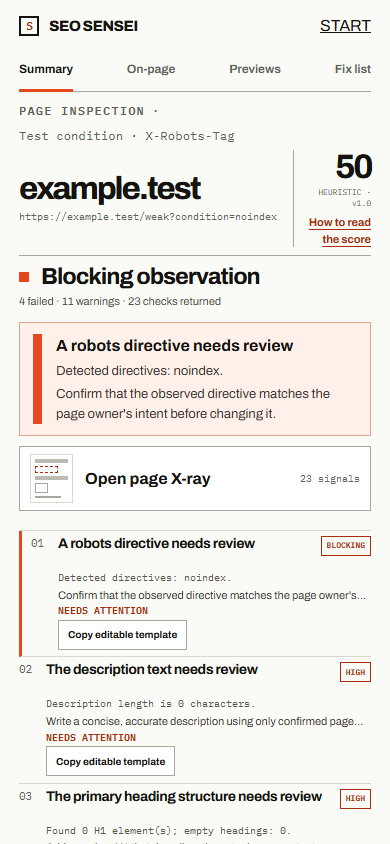 S SEO SENSEI START
Summary On-page Previews Fix list
PAGE INSPECTION ·
Test condition · X-Robots-Tag
example.test
https://example.test/weak?condition=noindex
50
HEURISTIC ·
v1.0
How to read
the score
Blocking observation
4 failed · 11 warnings · 23 checks returned
A robots directive needs review
Detected directives: noindex.
Confirm that the observed directive matches the
page owner's intent before changing it.
Open page X-ray 23 signals
01 A robots directive needs review BLOCKING
Detected directives: noindex.
Confirm that the observed directive matches the page owner's…
NEEDS ATTENTION
Copy editable template
02 The description text needs review HIGH
Description length is 0 characters.
Write a concise, accurate description using only confirmed page…
NEEDS ATTENTION
Copy editable template
03 The primary heading structure needs review HIGH
Found 0 H1 element(s); empty headings: 0.